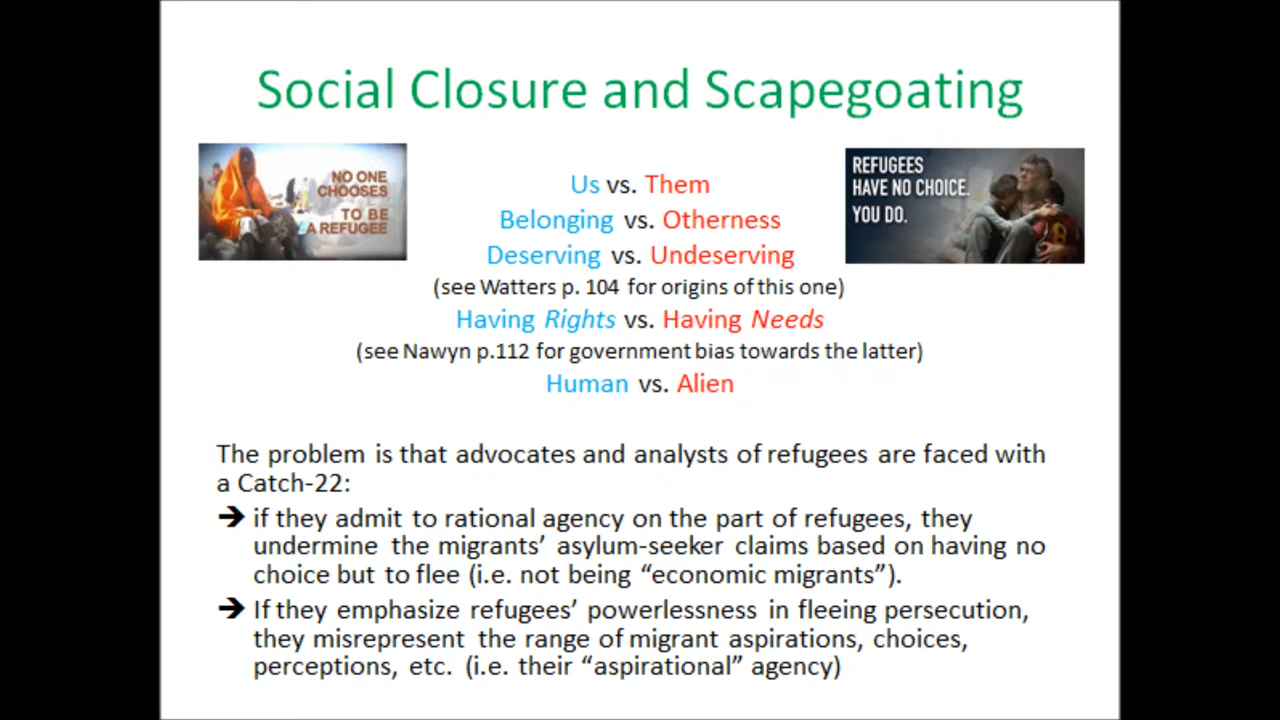 Social Closure and Scapegoating
NO ONE
CHOOSES
TO BE
A REFUGEE
Us vs. Them
Belonging vs. Otherness
Deserving vs. Undeserving
(see Watters p. 104 for origins of this one)
Having Rights vs. Having Needs
(see Nawyn p.112 for government bias towards the latter)
Human vs. Alien
REFUGEES
HAVE NO CHOICE.
YOU DO.
The problem is that advocates and analysts of refugees are faced with
a Catch-22:
➔ if they admit to rational agency on the part of refugees, they
undermine the migrants’ asylum-seeker claims based on having no
choice but to flee (i.e. not being “economic migrants”).
➔ If they emphasize refugees’ powerlessness in fleeing persecution,
they misrepresent the range of migrant aspirations, choices,
perceptions, etc. (i.e. their “aspirational” agency)